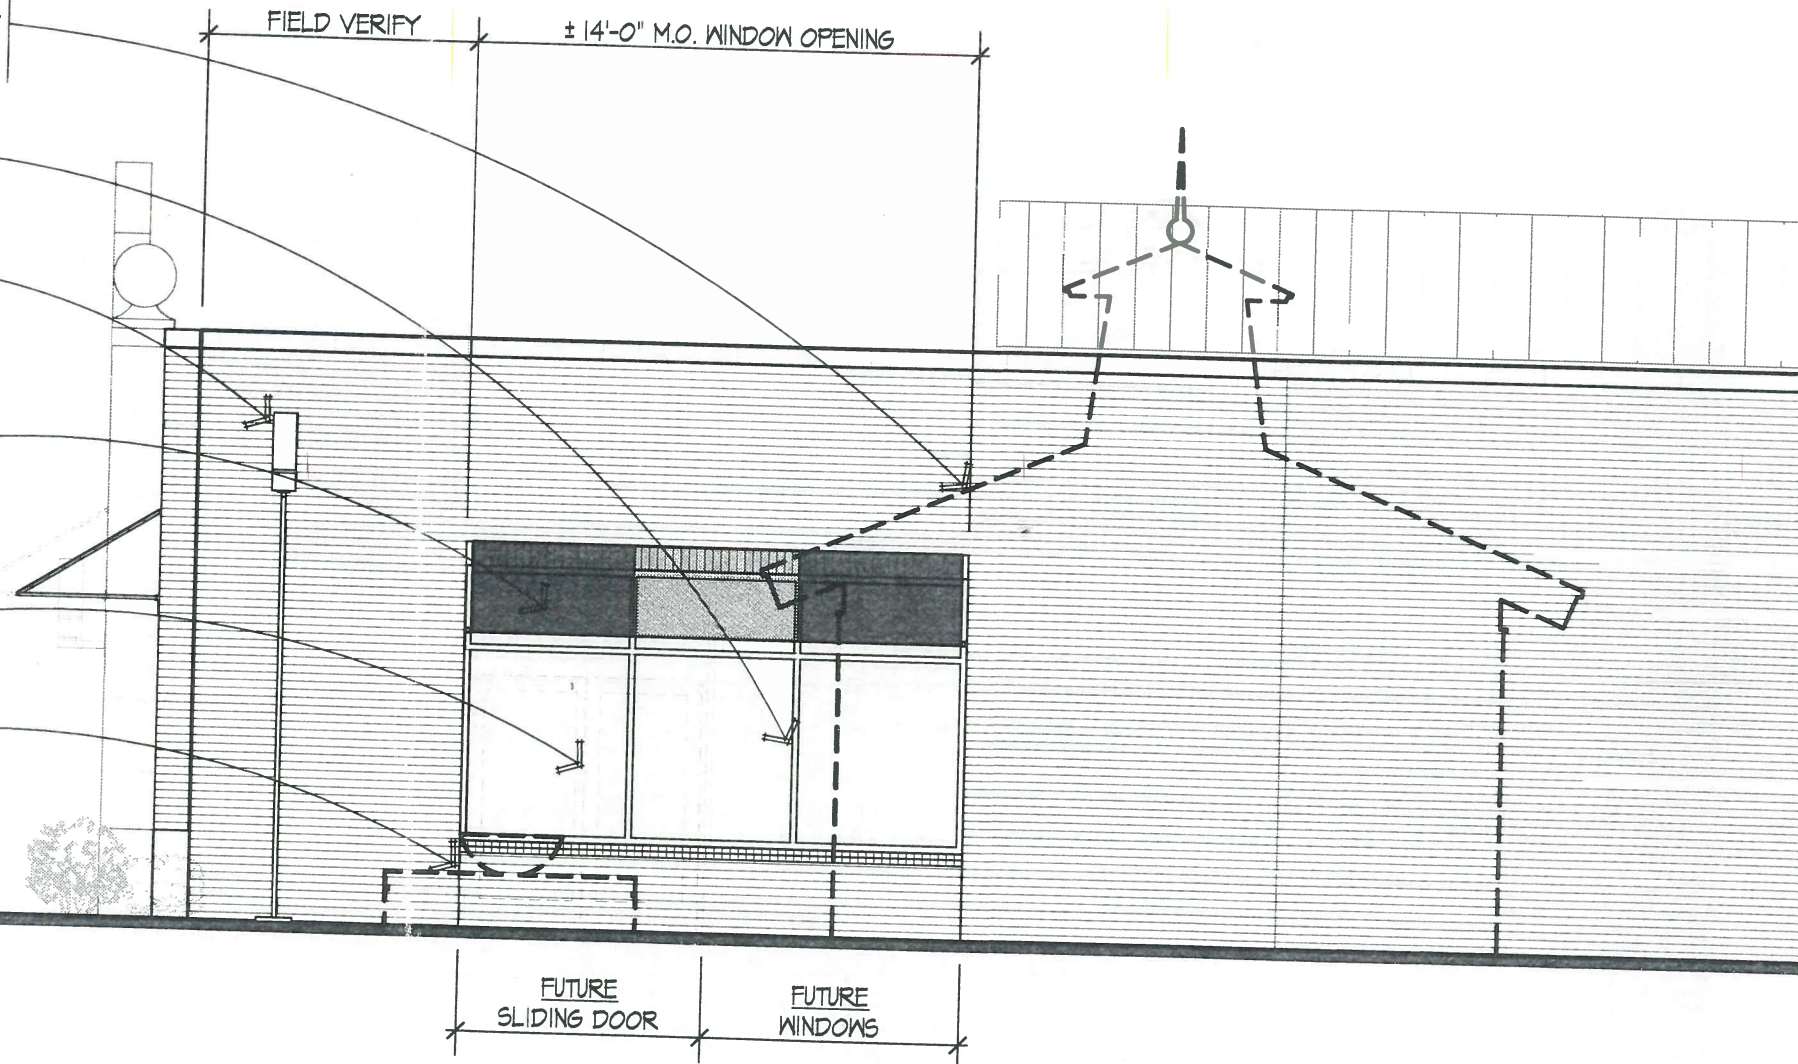 FIELD VERIFY
± 14'-0" M.O. WINDOW OPENING
FUTURE
SLIDING DOOR
FUTURE
WINDOWS